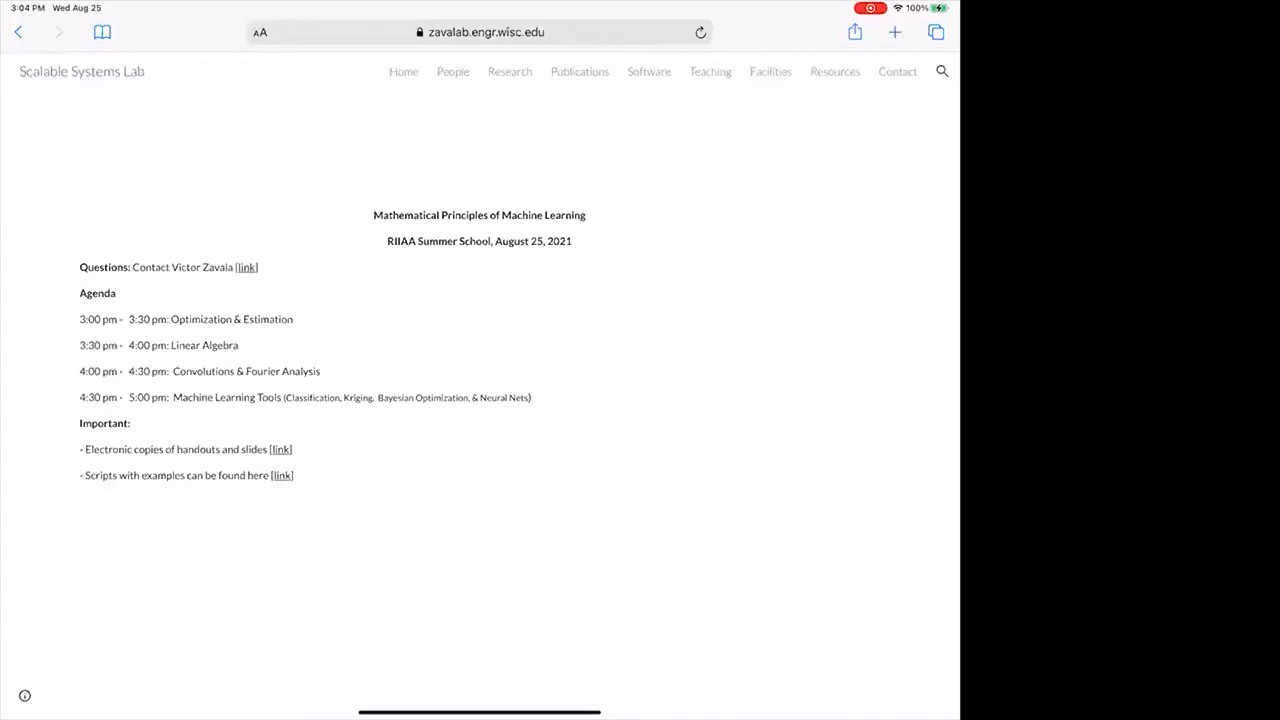 3:04 PM Wed Aug 25
100%
AA
zavalab.engr.wisc.edu
Scalable Systems Lab
Home People Research Publications Software Teaching Facilities Resources Contact
Mathematical Principles of Machine Learning
RIIAA Summer School, August 25, 2021
Questions: Contact Victor Zavala [link]
Agenda
3:00 pm - 3:30 pm: Optimization & Estimation
3:30 pm - 4:00 pm: Linear Algebra
4:00 pm - 4:30 pm: Convolutions & Fourier Analysis
4:30 pm - 5:00 pm: Machine Learning Tools (Classification, Kriging, Bayesian Optimization, & Neural Nets)
Important:
- Electronic copies of handouts and slides [link]
- Scripts with examples can be found here [link]